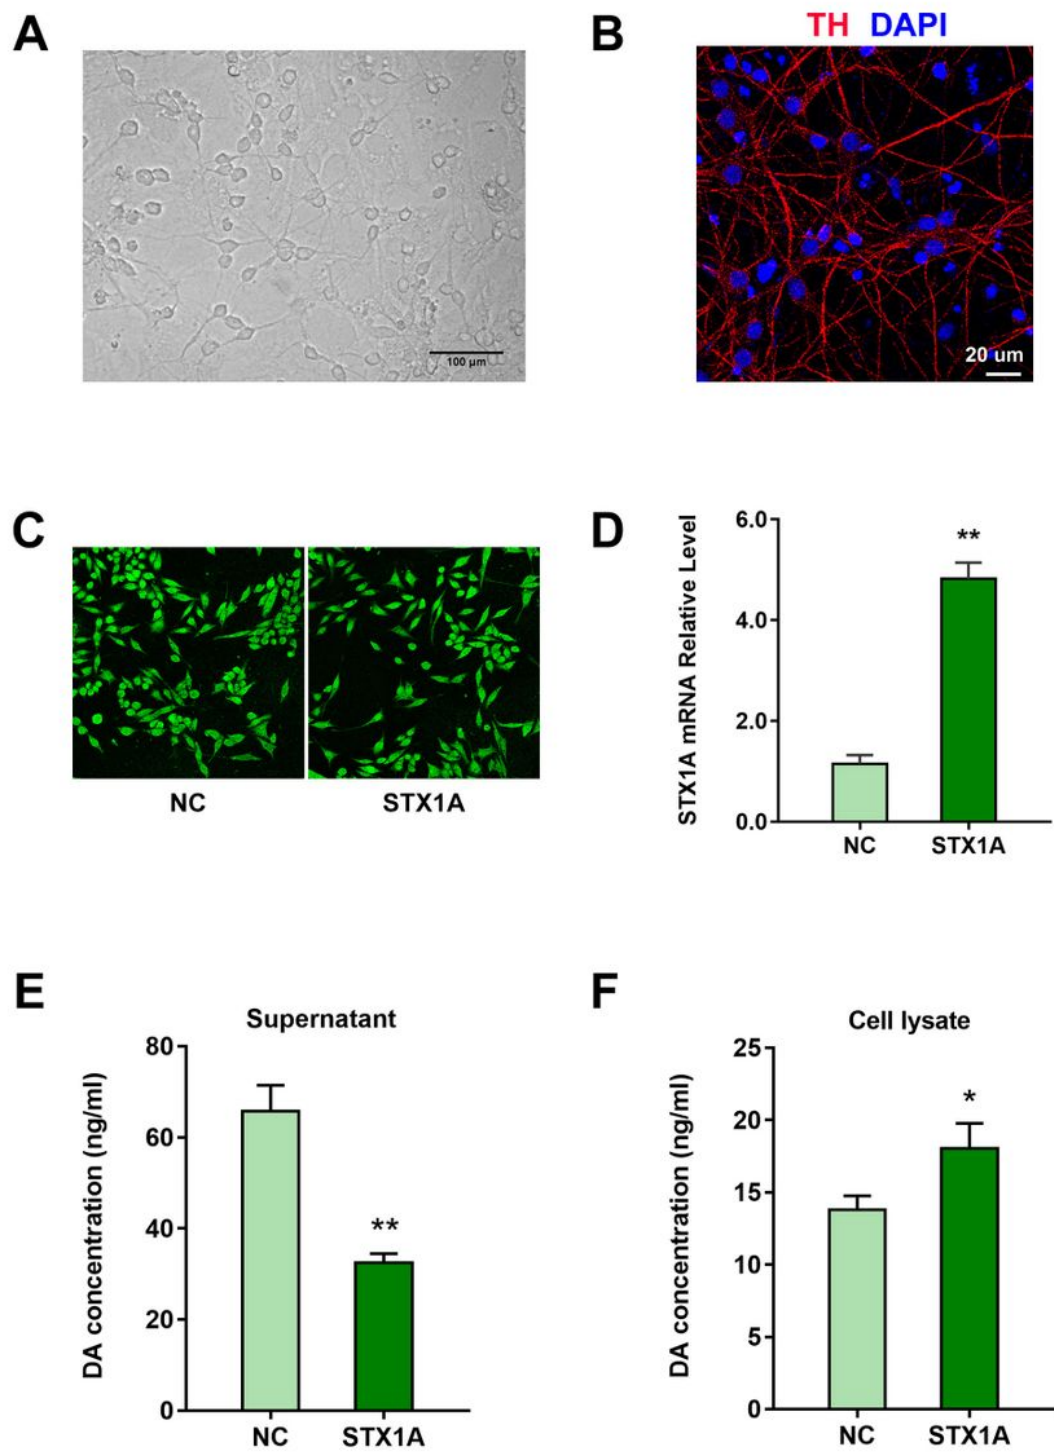 A
100 μm
B
TH DAPI
20 um
C
NC
STX1A
D
STX1A mRNA Relative Level
6.0
4.0
2.0
0.0
**
NC
STX1A
E
Supernatant
DA concentration (ng/ml)
80
60
40
20
0
**
NC
STX1A
F
Cell lysate
DA concentration (ng/ml)
25
20
15
10
5
0
*
NC
STX1A